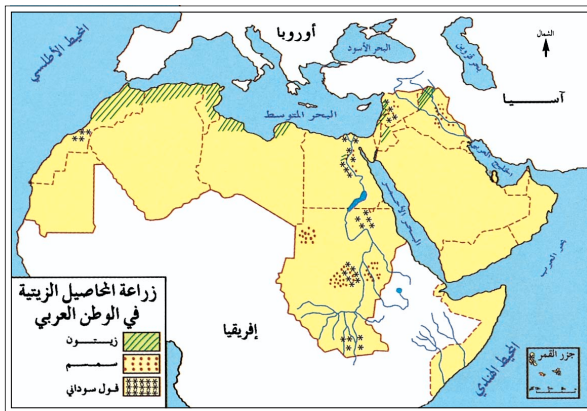 المحيط الأطلسي
أوروبا
البحر الأسود
بحر قزوين
الشمال
آسيا
البحر المتوسط
الخليج العربي
البحر الأحمر
بحر العرب
إفريقيا
المحيط الهندي
جزر القمر
زراعة المحاصيل الزيتية
في الوطن العربي
زيتون
سمسم
فول سوداني